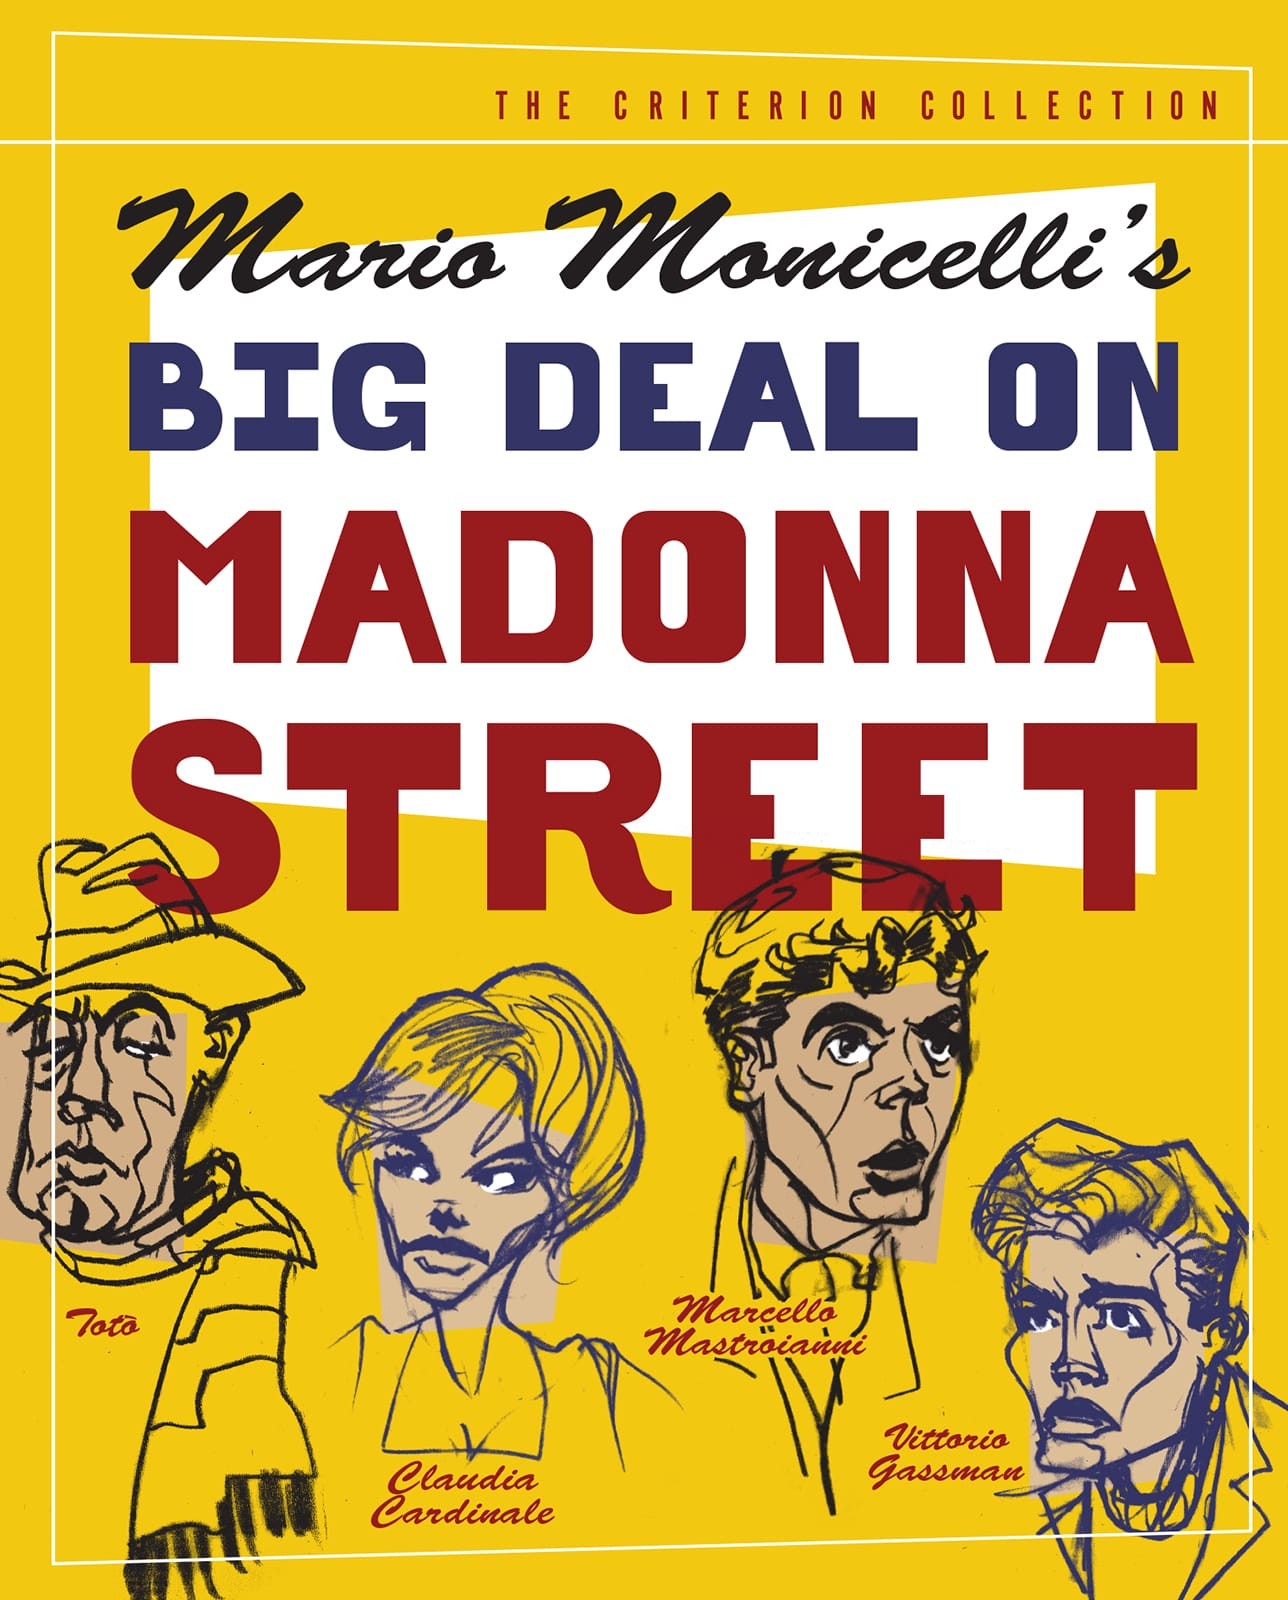 THE CRITERION COLLECTION
Mario Monicelli's
BIG DEAL ON
MADONNA
STREET
Totò
Claudia
Cardinale
Marcello
Mastroianni
Vittorio
Gassman